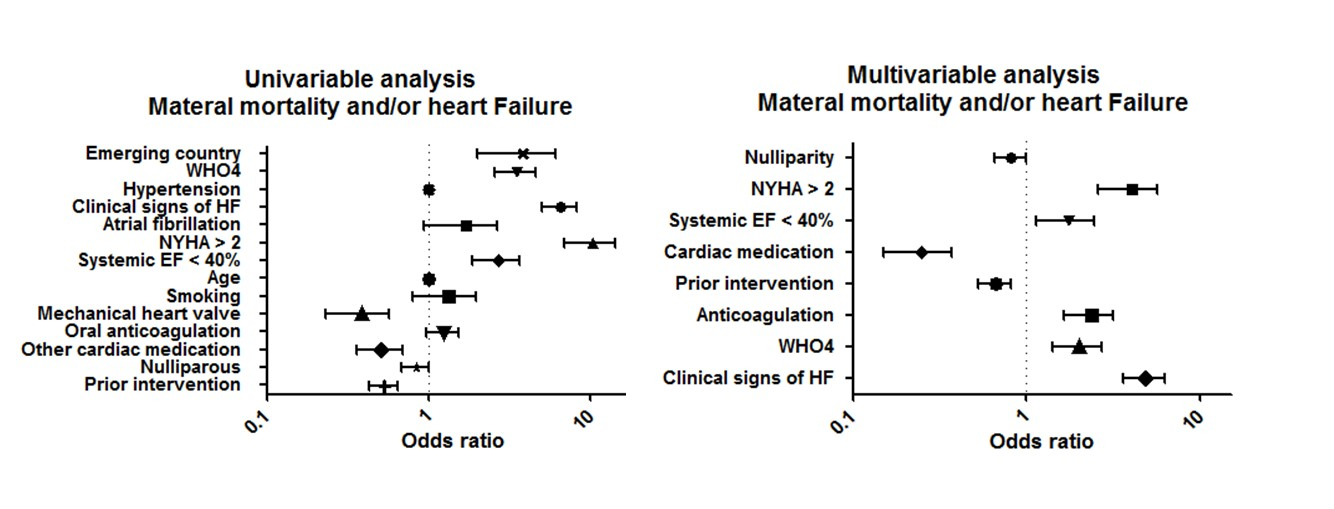 Univariable analysis
Materal mortality and/or heart Failure
Emerging country
WHO4
Hypertension
Clinical signs of HF
Atrial fibrillation
NYHA > 2
Systemic EF < 40%
Age
Smoking
Mechanical heart valve
Oral anticoagulation
Other cardiac medication
Nulliparous
Prior intervention
0.1
1
10
Odds ratio
Multivariable analysis
Materal mortality and/or heart Failure
Nulliparity
NYHA > 2
Systemic EF < 40%
Cardiac medication
Prior intervention
Anticoagulation
WHO4
Clinical signs of HF
0.1
1
10
Odds ratio